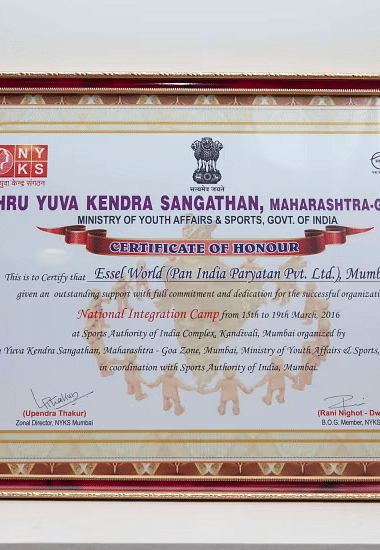 NY
KS
युवा केन्द्र संगठन
सत्यमेव जयते
HRU YUVA KENDRA SANGATHAN, MAHARASHTRA-G
MINISTRY OF YOUTH AFFAIRS & SPORTS, GOVT. OF INDIA
CERTIFICATE OF HONOUR
This is to Certify that Essel World (Pan India Paryatan Pvt. Ltd.), Mumb
given an outstanding support with full commitment and dedication for the successful organizatio
National Integration Camp from 15th to 19th March, 2016
at Sports Authority of India Complex, Kandivali, Mumbai organized by
Yuva Kendra Sangathan, Maharashtra - Goa Zone, Mumbai, Ministry of Youth Affairs & Sports,
in coordination with Sports Authority of India, Mumbai.
(Upendra Thakur)
Zonal Director, NYKS Mumbai
(Rani Nighot - Dw
B.O.G. Member, NYK